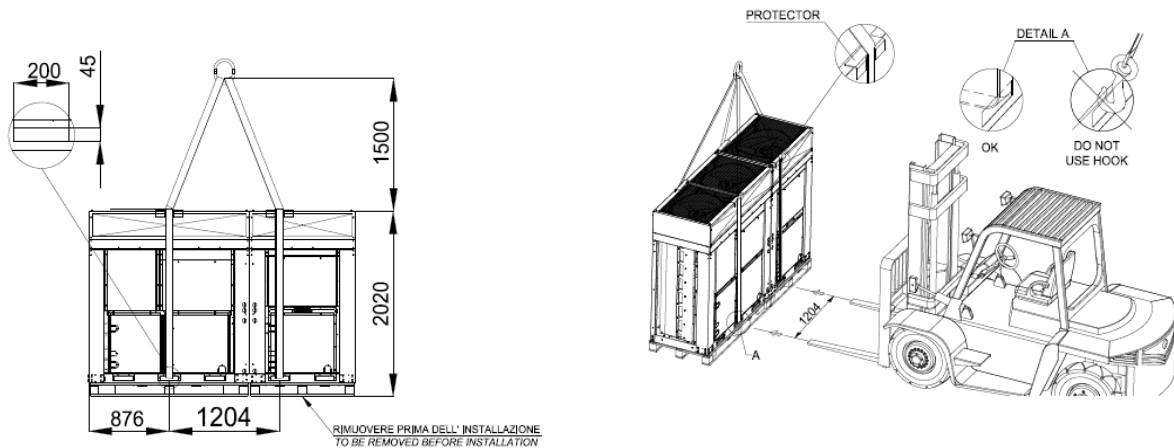 200
45
1500
2020
876
1204
RIMUOVERE PRIMA DELL' INSTALLAZIONE
TO BE REMOVED BEFORE INSTALLATION
PROTECTOR
DETAIL A
OK
DO NOT
USE HOOK
1204
A